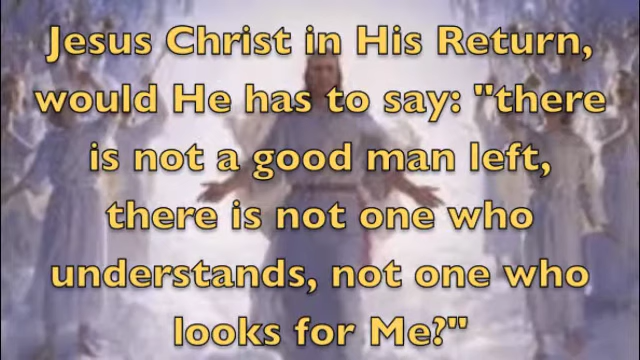 Jesus Christ in His Return,
would He has to say: "there
is not a good man left,
there is not one who
understands, not one who
looks for Me?"